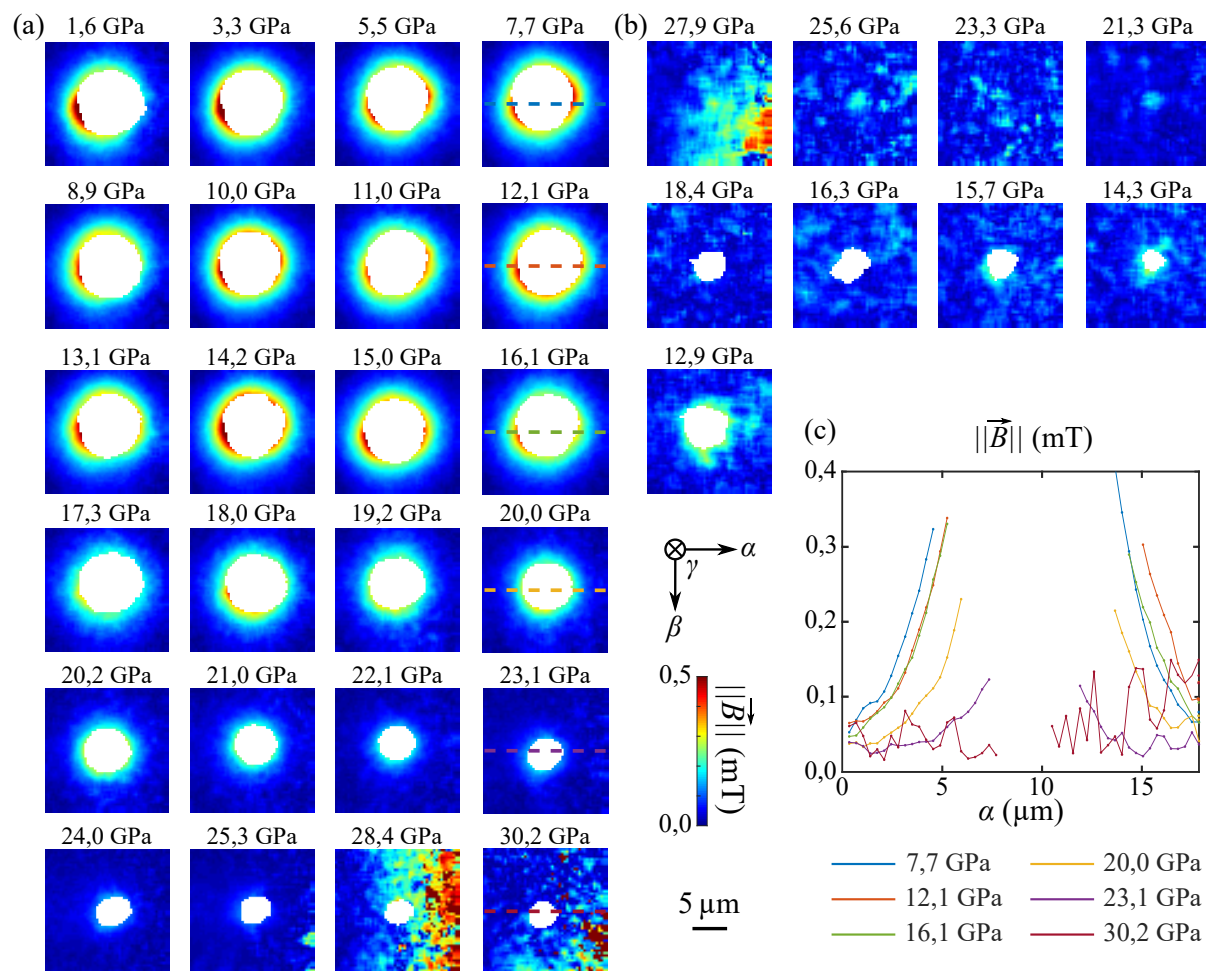 (a)
1,6 GPa 3,3 GPa 5,5 GPa 7,7 GPa
8,9 GPa 10,0 GPa 11,0 GPa 12,1 GPa
13,1 GPa 14,2 GPa 15,0 GPa 16,1 GPa
17,3 GPa 18,0 GPa 19,2 GPa 20,0 GPa
20,2 GPa 21,0 GPa 22,1 GPa 23,1 GPa
24,0 GPa 25,3 GPa 28,4 GPa 30,2 GPa
(b)
27,9 GPa 25,6 GPa 23,3 GPa 21,3 GPa
18,4 GPa 16,3 GPa 15,7 GPa 14,3 GPa
12,9 GPa
γ α
β
0,5
0,0
||B⃗|| (mT)
5 µm
(c)
||B⃗|| (mT)
0,4
0,3
0,2
0,1
0,0
0 5 10 15
α (µm)
7,7 GPa 20,0 GPa
12,1 GPa 23,1 GPa
16,1 GPa 30,2 GPa